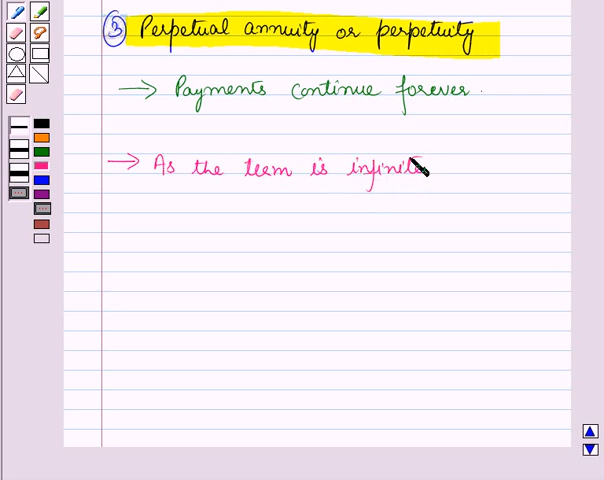 ③ Perpetual annuity or perpetuity
→ Payments continue forever.
→ As the term is infinite